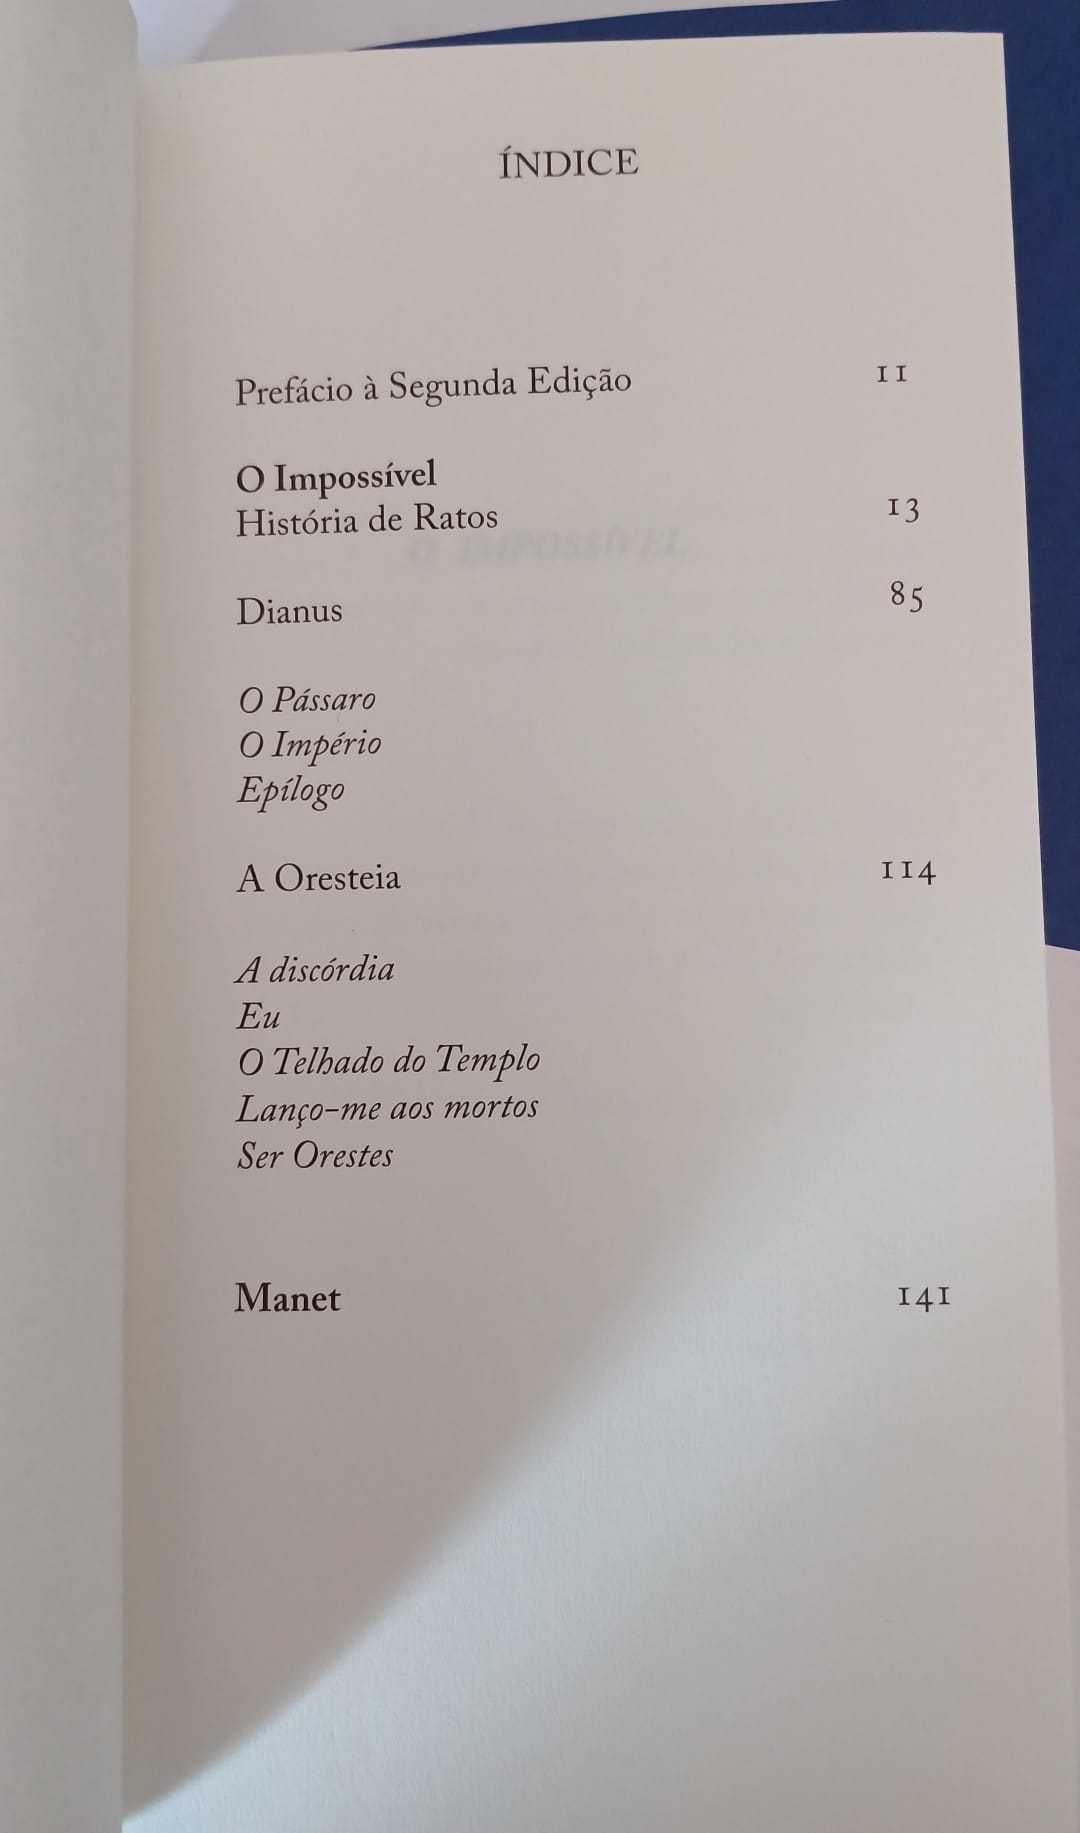 ÍNDICE
Prefácio à Segunda Edição 11
O Impossível
História de Ratos 13
O IMPOSSÍVEL
Dianus 85
O Pássaro
O Império
Epílogo
A Oresteia 114
A discórdia
Eu
O Telhado do Templo
Lanço-me aos mortos
Ser Orestes
Manet 141